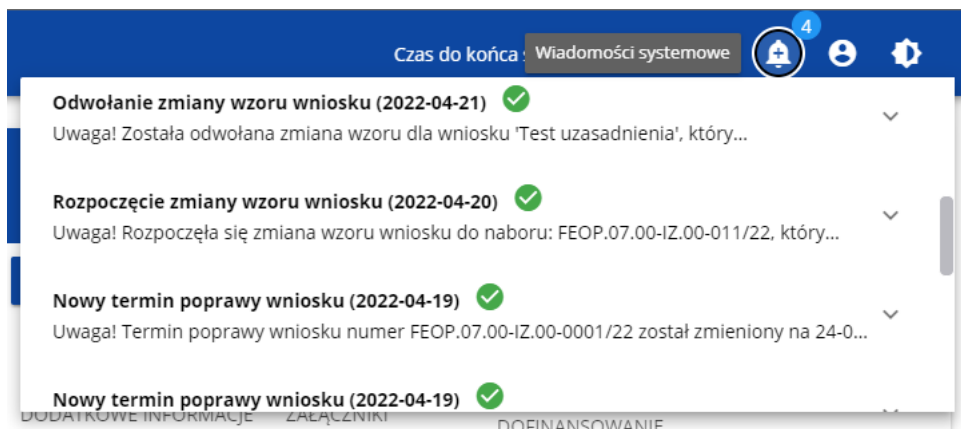 4
Czas do końca
Wiadomości systemowe
Odwołanie zmiany wzoru wniosku (2022-04-21)
Uwaga! Została odwołana zmiana wzoru dla wniosku 'Test uzasadnienia', który...
Rozpoczęcie zmiany wzoru wniosku (2022-04-20)
Uwaga! Rozpoczęła się zmiana wzoru wniosku do naboru: FEOP.07.00-IZ.00-011/22, który...
Nowy termin poprawy wniosku (2022-04-19)
Uwaga! Termin poprawy wniosku numer FEOP.07.00-IZ.00-0001/22 został zmieniony na 24-0...
Nowy termin poprawy wniosku (2022-04-19)
DODATKOWE INFORMACJE ZAŁĄCZNIKI DOFINANSOWANIE